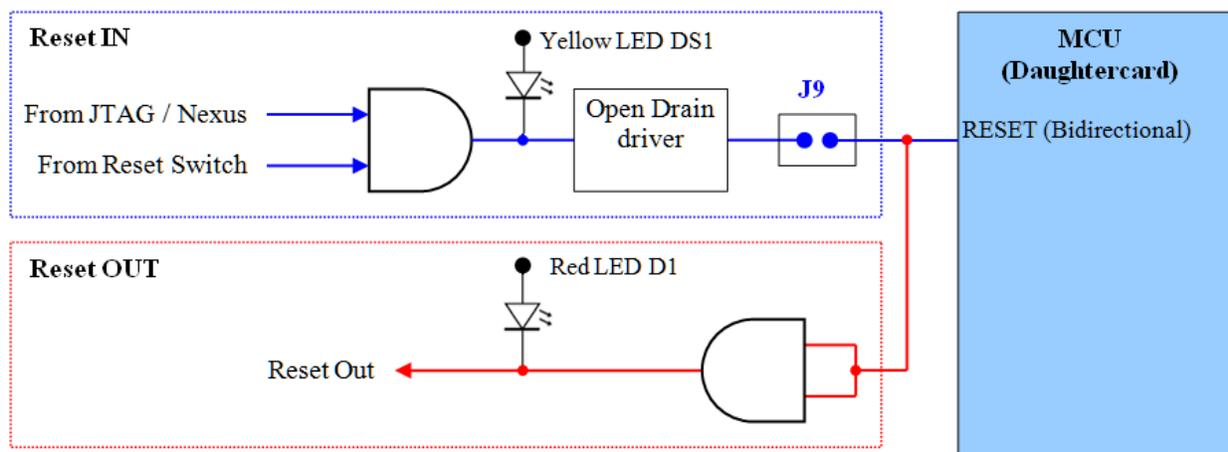 Reset IN
Yellow LED DS1
From JTAG / Nexus
From Reset Switch
Open Drain
driver
J9
MCU
(Daughtercard)
RESET (Bidirectional)
Reset OUT
Red LED D1
Reset Out